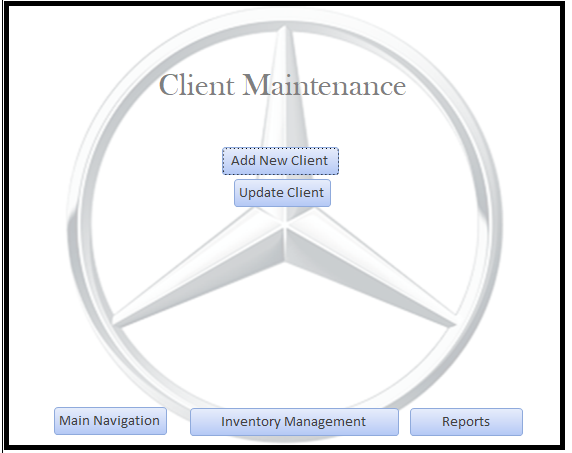 Client Maintenance
Add New Client
Update Client
Main Navigation
Inventory Management
Reports